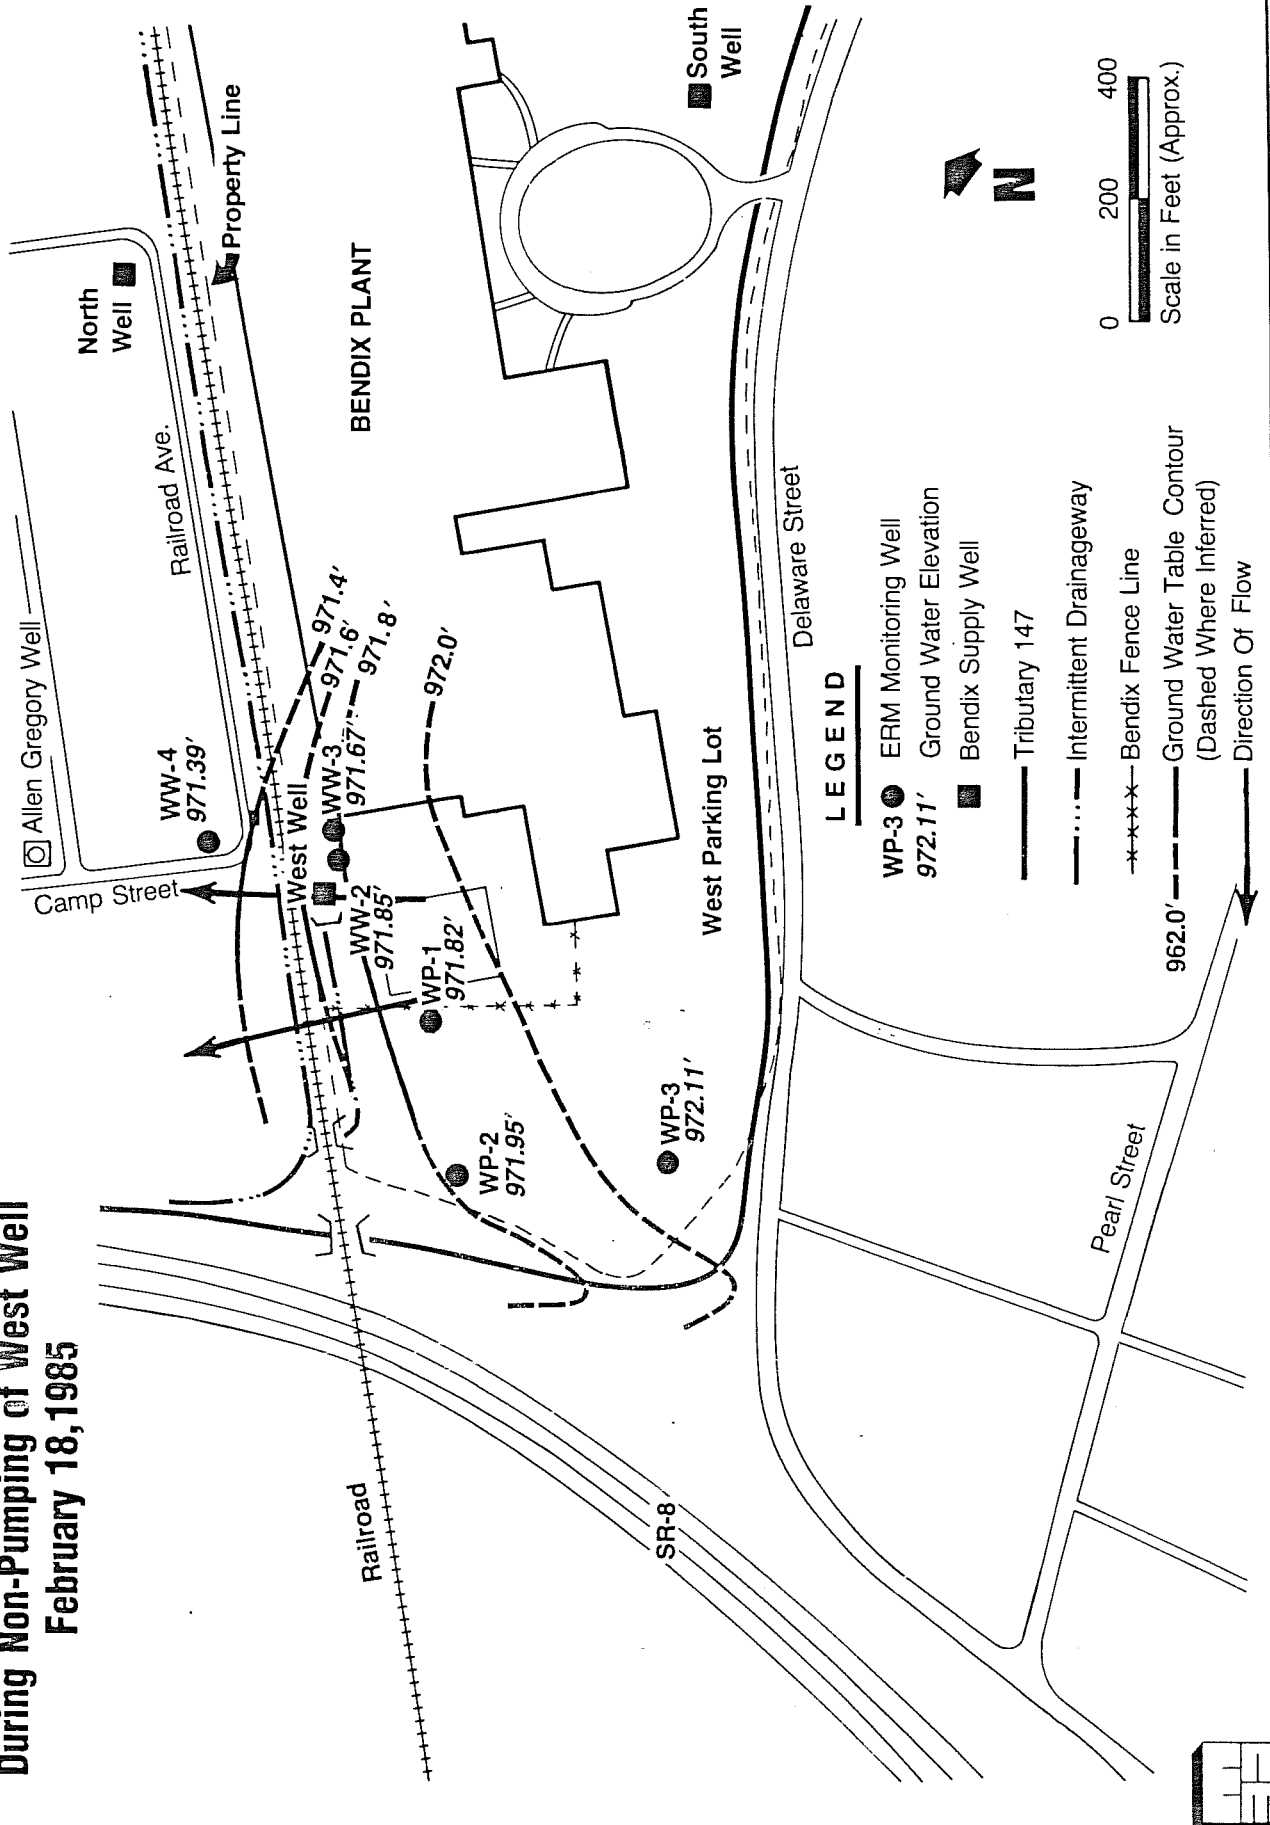 During Non-Pumping of West Well
February 18, 1985
Allen Gregory Well
North
Well
Railroad Ave.
WW-4
971.39′
Camp Street
Property Line
BENDIX PLANT
South
Well
971.4′
971.6′
971.8′
972.0′
West Well
WW-3
971.67′
WW-2
971.85′
WP-1
971.82′
WP-2
971.95′
WP-3
972.11′
West Parking Lot
Delaware Street
Railroad
SR-8
Pearl Street
N
0 200 400
Scale in Feet (Approx.)
LEGEND
WP-3 ERM Monitoring Well
972.11′ Ground Water Elevation
Bendix Supply Well
Tributary 147
Intermittent Drainageway
Bendix Fence Line
962.0′ Ground Water Table Contour
(Dashed Where Inferred)
Direction Of Flow